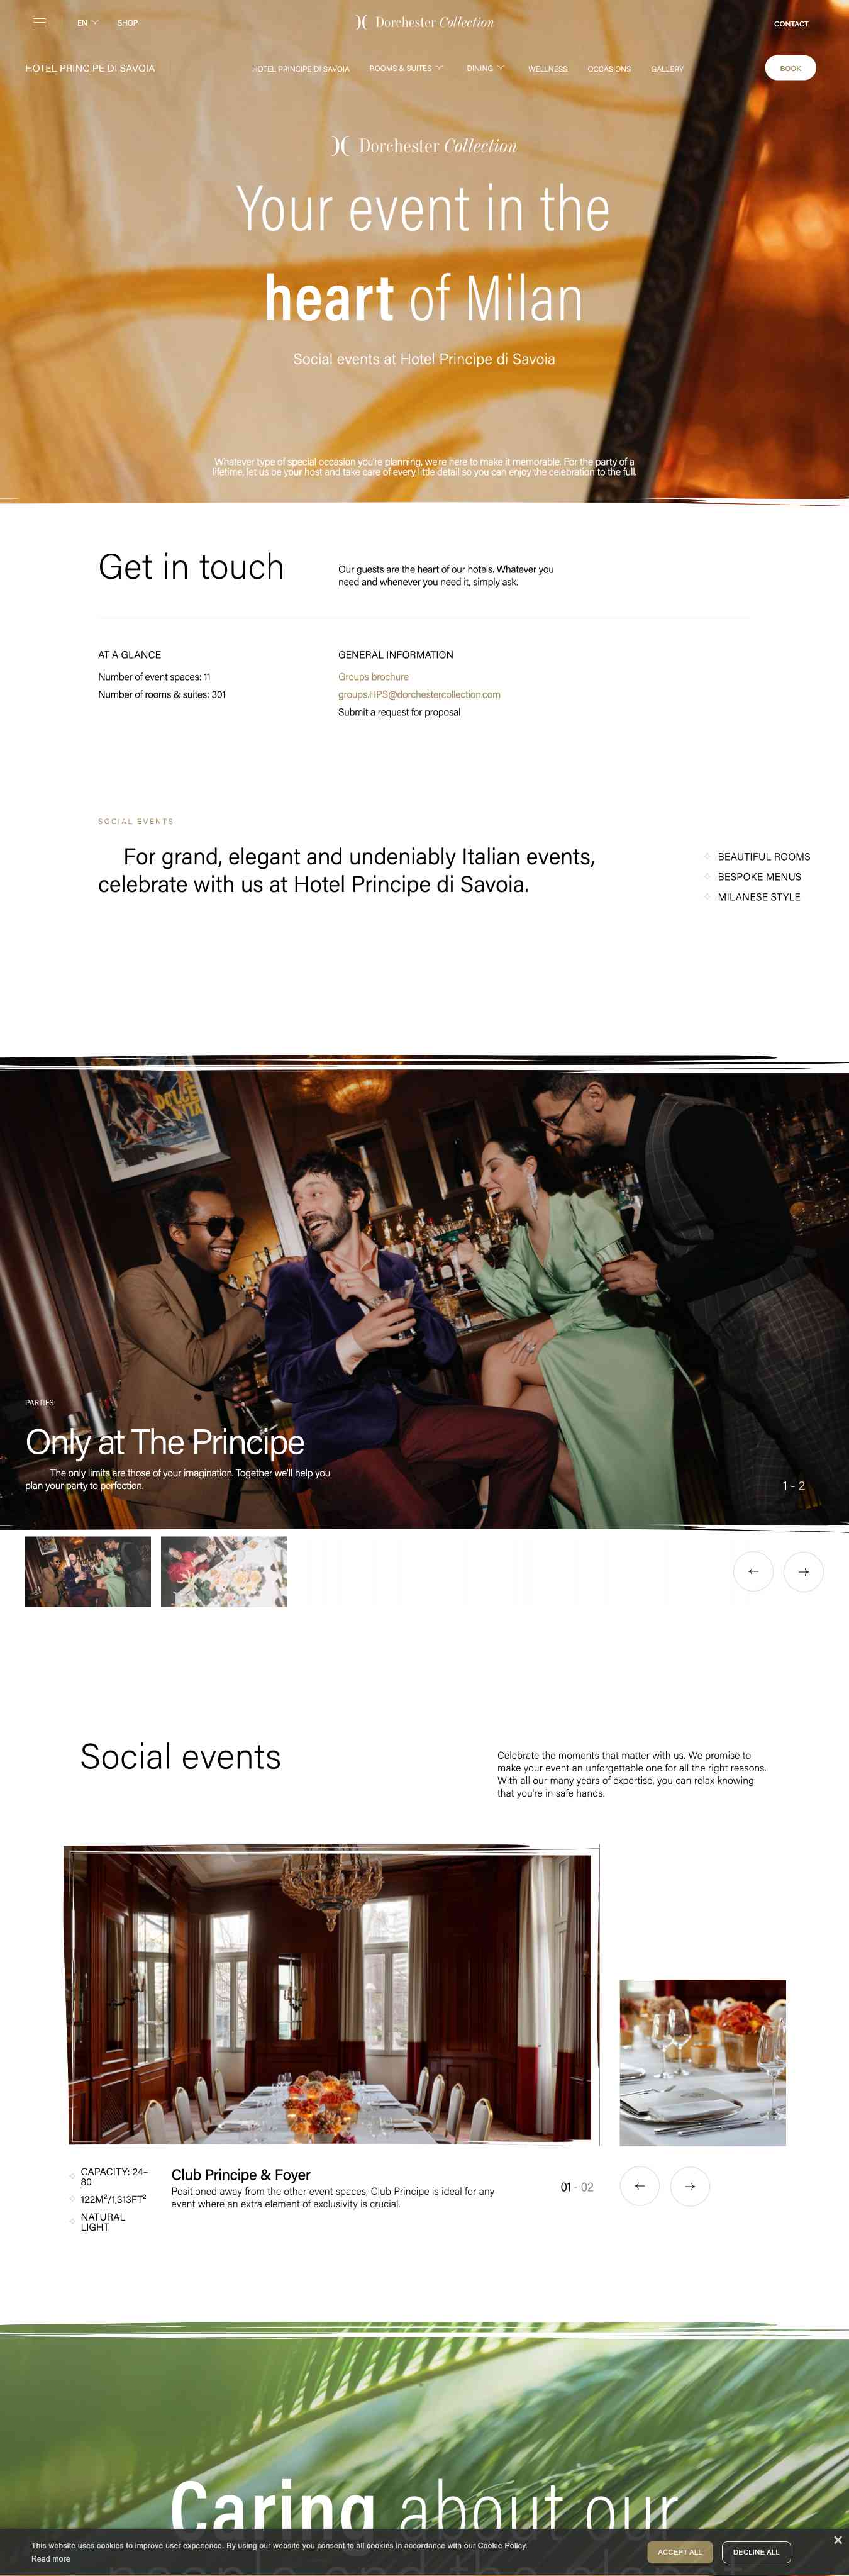 EN
SHOP
Dorchester Collection
CONTACT
HOTEL PRINCIPE DI SAVOIA
HOTEL PRINCIPE DI SAVOIA
ROOMS & SUITES
DINING
WELLNESS
OCCASIONS
GALLERY
BOOK
Dorchester Collection
Your event in the
heart of Milan
Social events at Hotel Principe di Savoia
Whatever type of special occasion you're planning, we're here to make it memorable. For the party of a
lifetime, let us be your host and take care of every little detail so you can enjoy the celebration to the full.
Get in touch
Our guests are the heart of our hotels. Whatever you
need and whenever you need it, simply ask.
AT A GLANCE
Number of event spaces: 11
Number of rooms & suites: 301
GENERAL INFORMATION
Groups brochure
groups.HPS@dorchestercollection.com
Submit a request for proposal
SOCIAL EVENTS
For grand, elegant and undeniably Italian events,
celebrate with us at Hotel Principe di Savoia.
BEAUTIFUL ROOMS
BESPOKE MENUS
MILANESE STYLE
LA
DOLCE
VITA
PARTIES
Only at The Principe
The only limits are those of your imagination. Together we'll help you
plan your party to perfection.
1 - 2
Social events
Celebrate the moments that matter with us. We promise to
make your event an unforgettable one for all the right reasons.
With all our many years of expertise, you can relax knowing
that you're in safe hands.
CAPACITY: 24–
80
122M²/1,313FT²
NATURAL
LIGHT
Club Principe & Foyer
Positioned away from the other event spaces, Club Principe is ideal for any
event where an extra element of exclusivity is crucial.
01 - 02
Caring about our
This website uses cookies to improve user experience. By using our website you consent to all cookies in accordance with our Cookie Policy.
Read more
ACCEPT ALL
DECLINE ALL